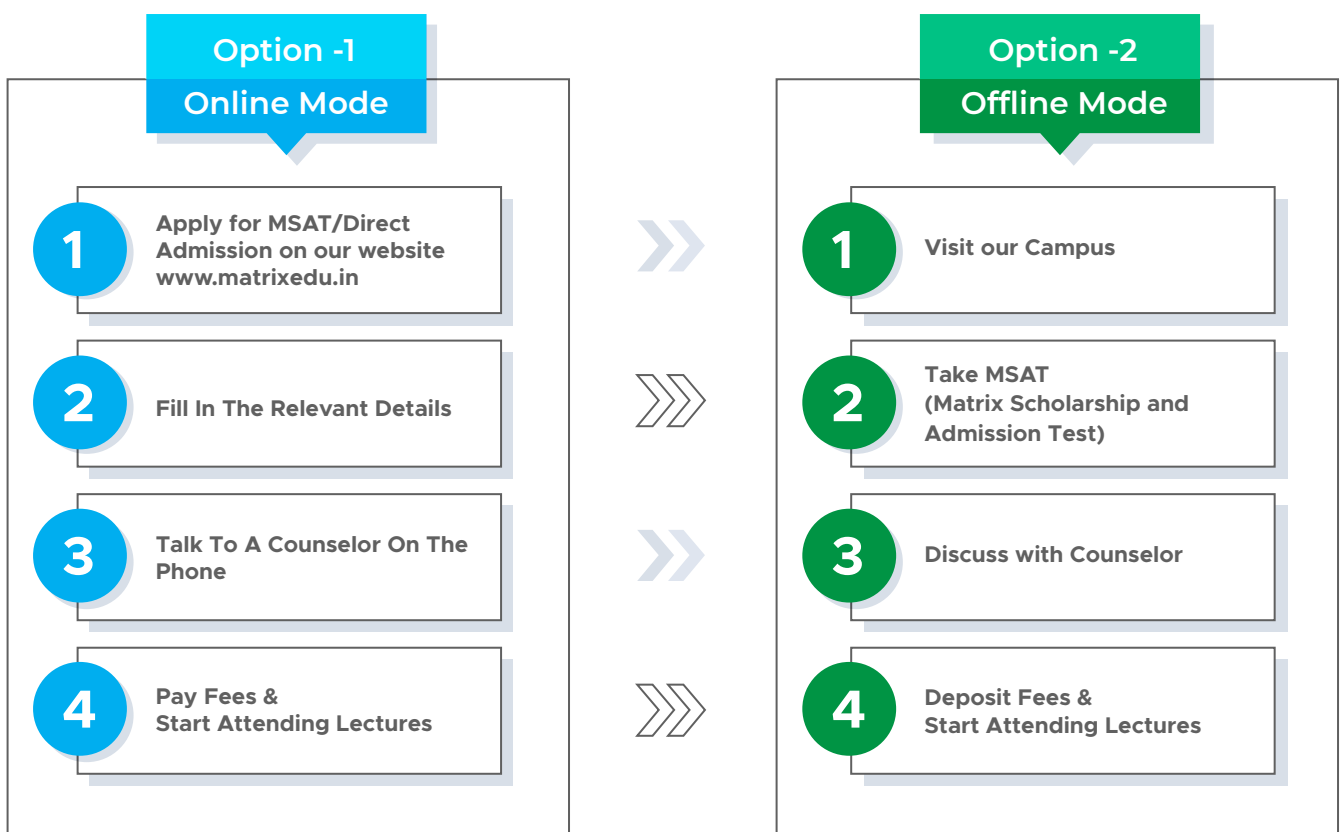 Option -1
Online Mode
1
Apply for MSAT/Direct
Admission on our website
www.matrixedu.in
2
Fill In The Relevant Details
3
Talk To A Counselor On The
Phone
4
Pay Fees &
Start Attending Lectures
Option -2
Offline Mode
1
Visit our Campus
2
Take MSAT
(Matrix Scholarship and
Admission Test)
3
Discuss with Counselor
4
Deposit Fees &
Start Attending Lectures